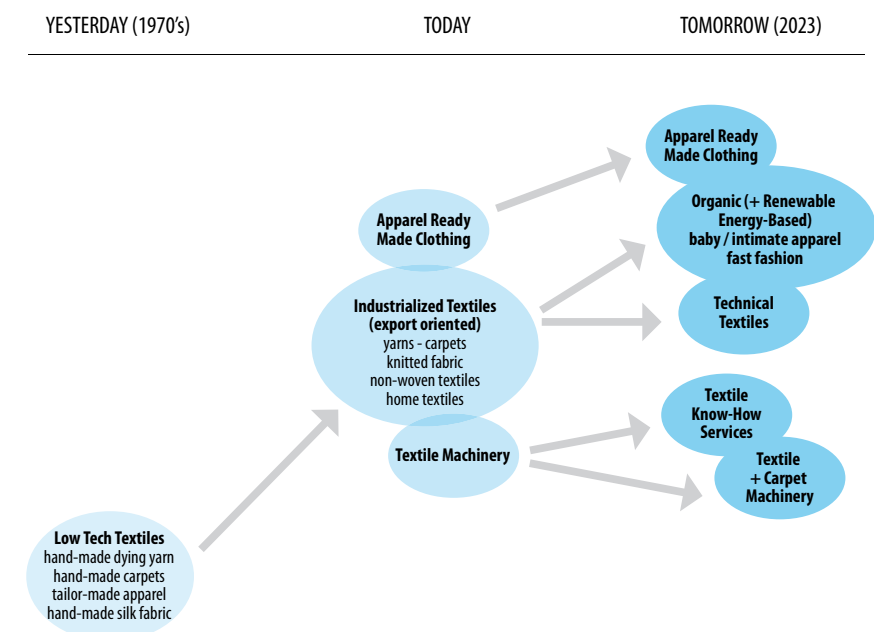 YESTERDAY (1970's)
TODAY
TOMORROW (2023)
Apparel Ready
Made Clothing
Organic (+ Renewable
Energy-Based)
baby / intimate apparel
fast fashion
Technical
Textiles
Apparel Ready
Made Clothing
Industrialized Textiles
(export oriented)
yarns - carpets
knitted fabric
non-woven textiles
home textiles
Textile Machinery
Textile
Know-How
Services
Textile
+ Carpet
Machinery
Low Tech Textiles
hand-made dying yarn
hand-made carpets
tailor-made apparel
hand-made silk fabric